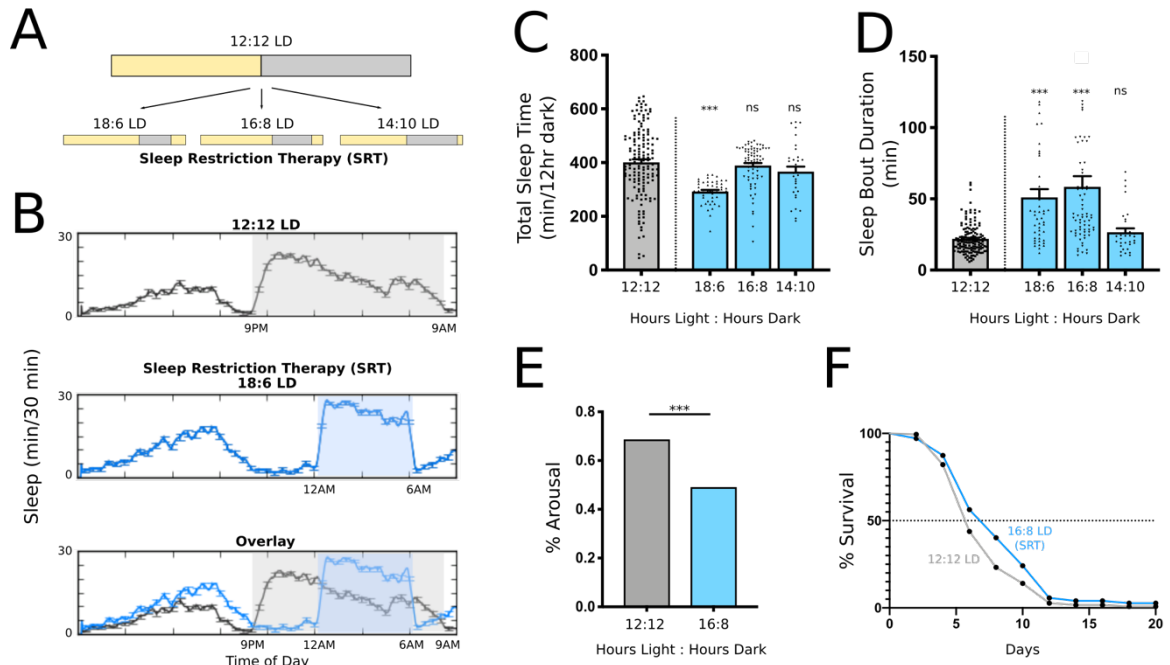 A
12:12 LD
18:6 LD 16:8 LD 14:10 LD
Sleep Restriction Therapy (SRT)
B
Sleep (min/30 min)
12:12 LD
30
0
9PM 9AM
Sleep Restriction Therapy (SRT)
18:6 LD
30
0
12AM 6AM
Overlay
30
0
9PM 12AM 6AM 9AM
Time of Day
C
Total Sleep Time
(min/12hr dark)
800
600
400
200
0
*** ns ns
12:12 18:6 16:8 14:10
Hours Light : Hours Dark
D
Sleep Bout Duration
(min)
150
100
50
0
*** *** ns
12:12 18:6 16:8 14:10
Hours Light : Hours Dark
E
% Arousal
0.8
0.6
0.4
0.2
0.0
***
12:12 16:8
Hours Light : Hours Dark
F
% Survival
100
50
0
16:8 LD
(SRT)
12:12 LD
0 5 10 15 20
Days